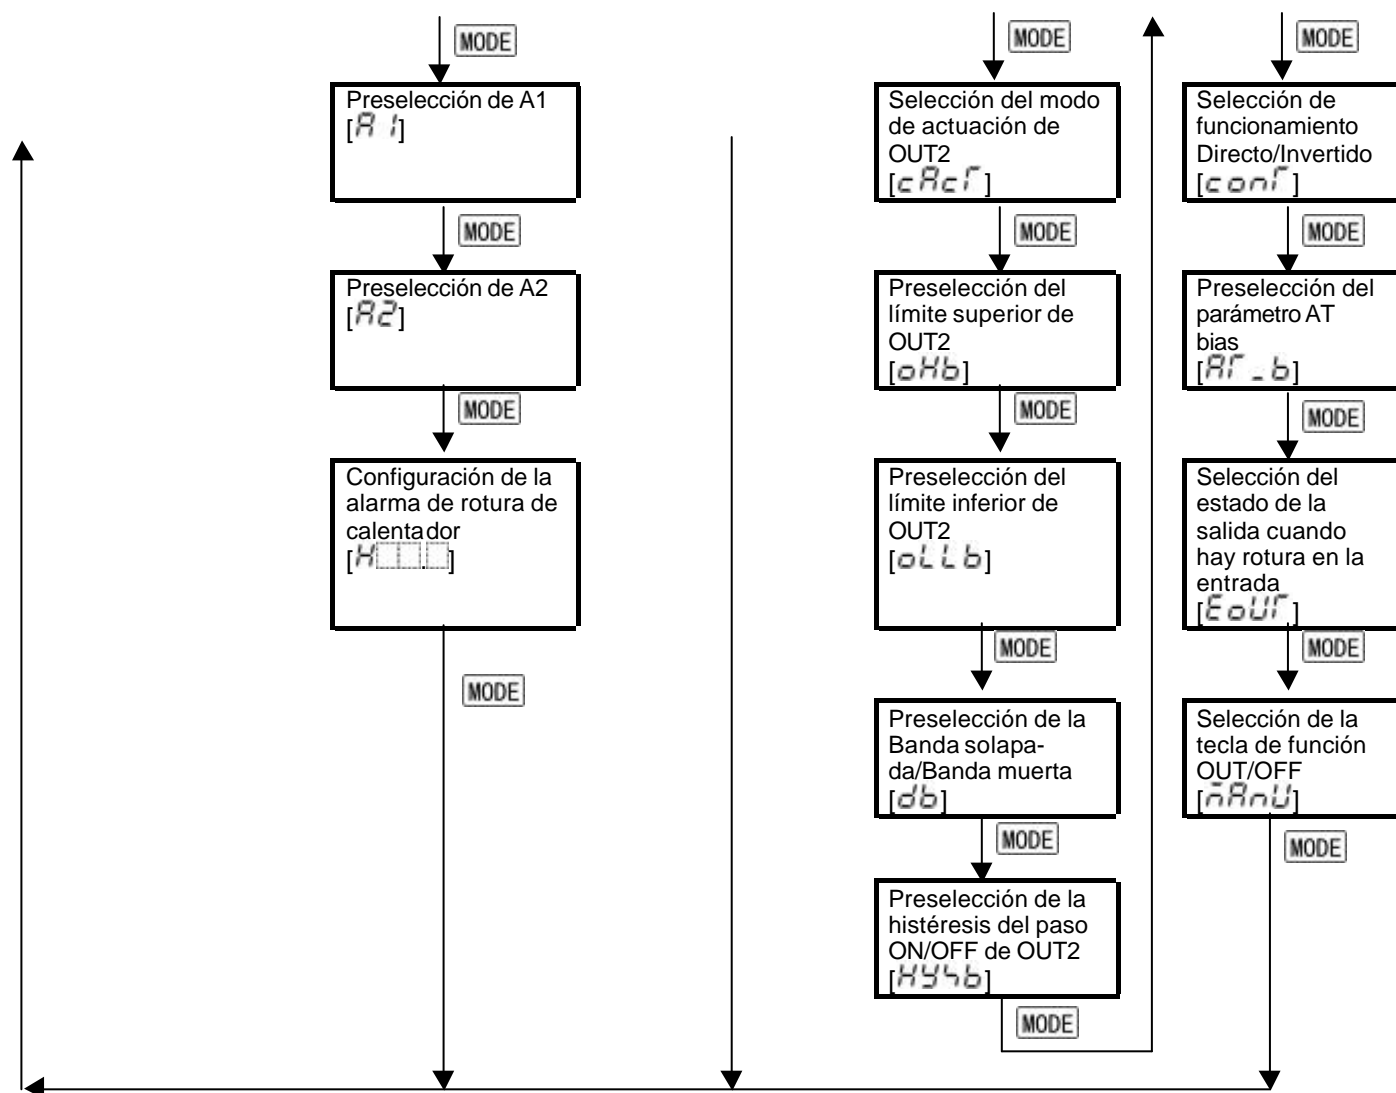 MODE
Preselección de A1
[A1]
MODE
Preselección de A2
[A2]
MODE
Configuración de la
alarma de rotura de
calentador
[H   . ]
MODE
MODE
Selección del modo
de actuación de
OUT2
[cAcT]
MODE
Preselección del
límite superior de
OUT2
[oHb]
MODE
Preselección del
límite inferior de
OUT2
[oLLb]
MODE
Preselección de la
Banda solapa-
da/Banda muerta
[db]
MODE
Preselección de la
histéresis del paso
ON/OFF de OUT2
[HYSb]
MODE
MODE
Selección de
funcionamiento
Directo/Invertido
[conT]
MODE
Preselección del
parámetro AT
bias
[AT_b]
MODE
Selección del
estado de la
salida cuando
hay rotura en la
entrada
[EoUT]
MODE
Selección de la
tecla de función
OUT/OFF
[mAnU]
MODE